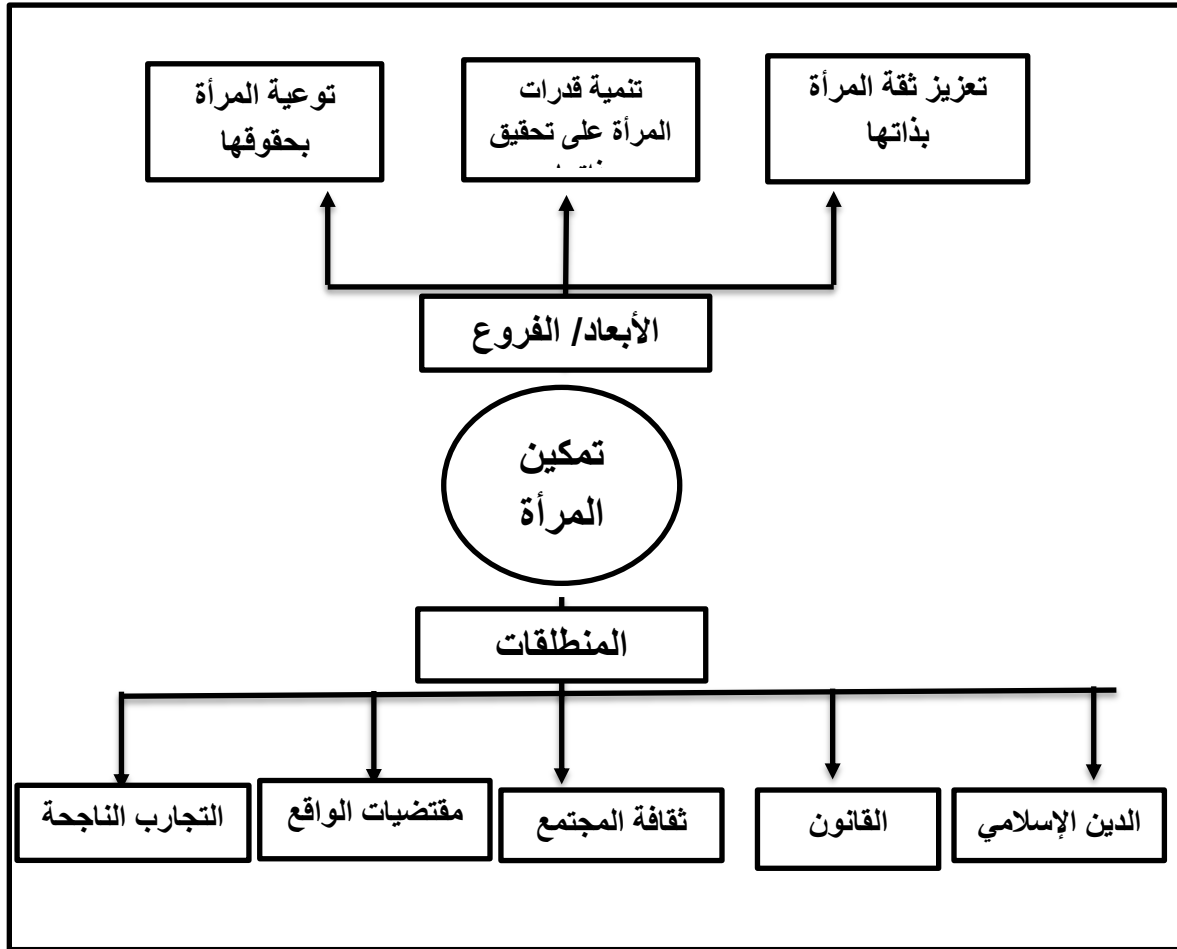 تعزيز ثقة المرأة
بذاتها
تنمية قدرات
المرأة على تحقيق
توعية المرأة
بحقوقها
الأبعاد/ الفروع
تمكين
المرأة
المنطلقات
الدين الإسلامي
القانون
ثقافة المجتمع
مقتضيات الواقع
التجارب الناجحة